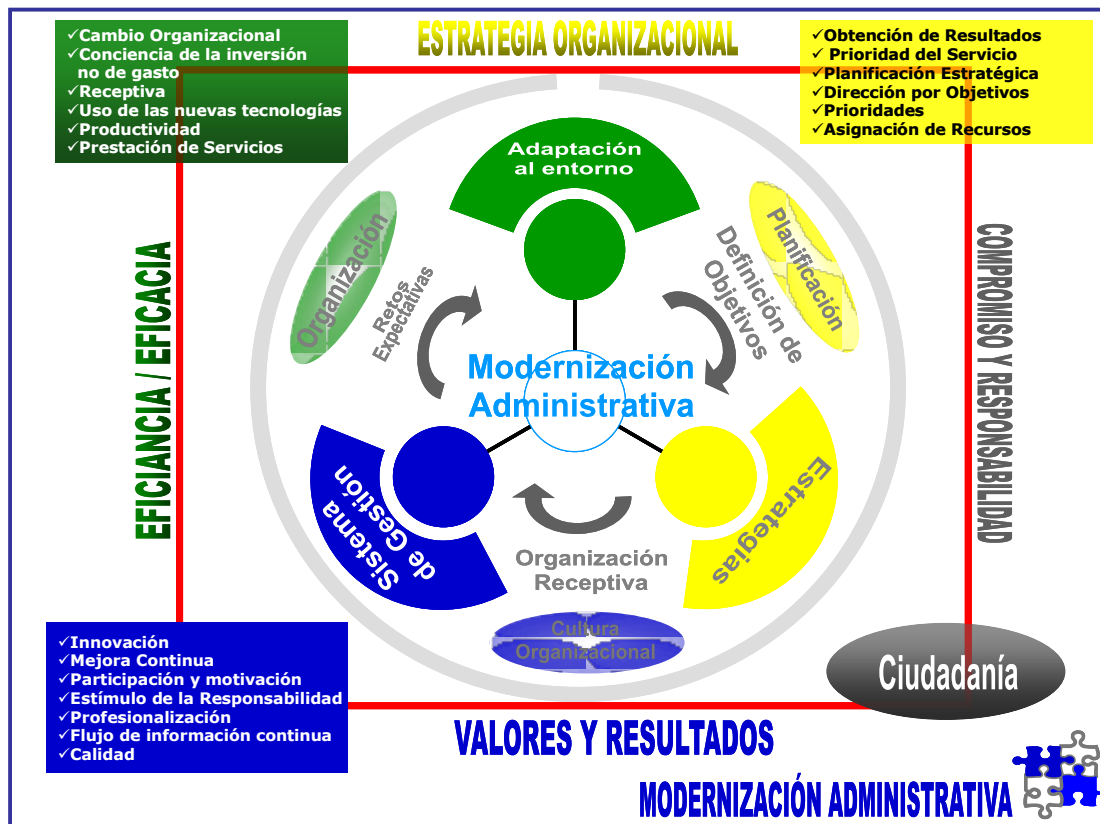 ESTRATEGIA ORGANIZACIONAL
✓Cambio Organizacional
✓Conciencia de la inversión
no de gasto
✓Receptiva
✓Uso de las nuevas tecnologías
✓Productividad
✓Prestación de Servicios
✓Obtención de Resultados
✓ Prioridad del Servicio
✓Planificación Estratégica
✓Dirección por Objetivos
✓Prioridades
✓Asignación de Recursos
Adaptación
al entorno
Organización
Retos
Expectativas
Planificación
Definición de
Objetivos
EFICIANCIA / EFICACIA
COMPROMISO Y RESPONSABILIDAD
Modernización
Administrativa
Sistema
de Gestión
Estrategias
Organización
Receptiva
Cultura
Organizacional
✓Innovación
✓Mejora Continua
✓Participación y motivación
✓Estímulo de la Responsabilidad
✓Profesionalización
✓Flujo de información continua
✓Calidad
Ciudadanía
VALORES Y RESULTADOS
MODERNIZACIÓN ADMINISTRATIVA